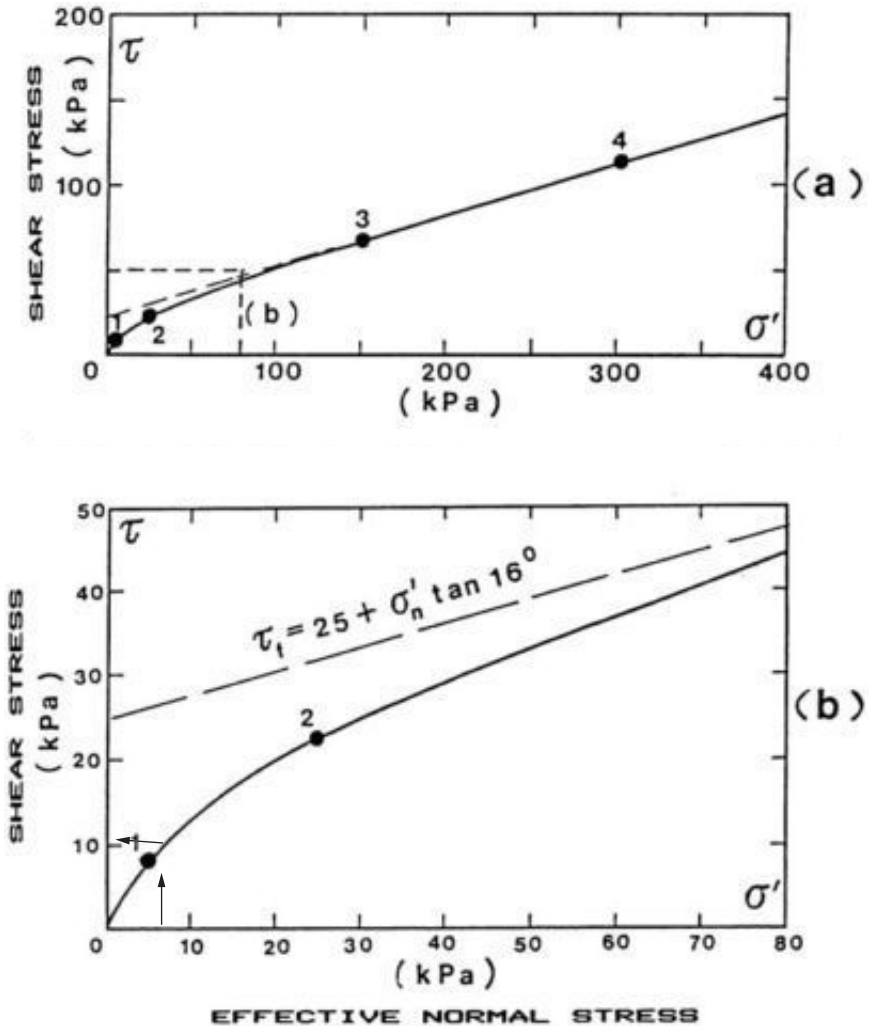 200
τ
100
0
SHEAR STRESS
(kPa)
1
2
3
4
(b)
(a)
σ'
100
200
300
400
(kPa)
50
τ
40
30
20
10
0
SHEAR STRESS
(kPa)
τt = 25 + σ'n tan 16°
2
1
(b)
σ'
10
20
30
40
50
60
70
80
(kPa)
EFFECTIVE NORMAL STRESS